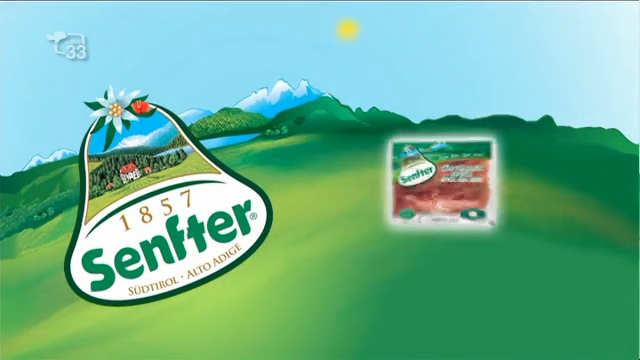 33
1857
Senfter®
SÜDTIROL · ALTO ADIGE
Senfter